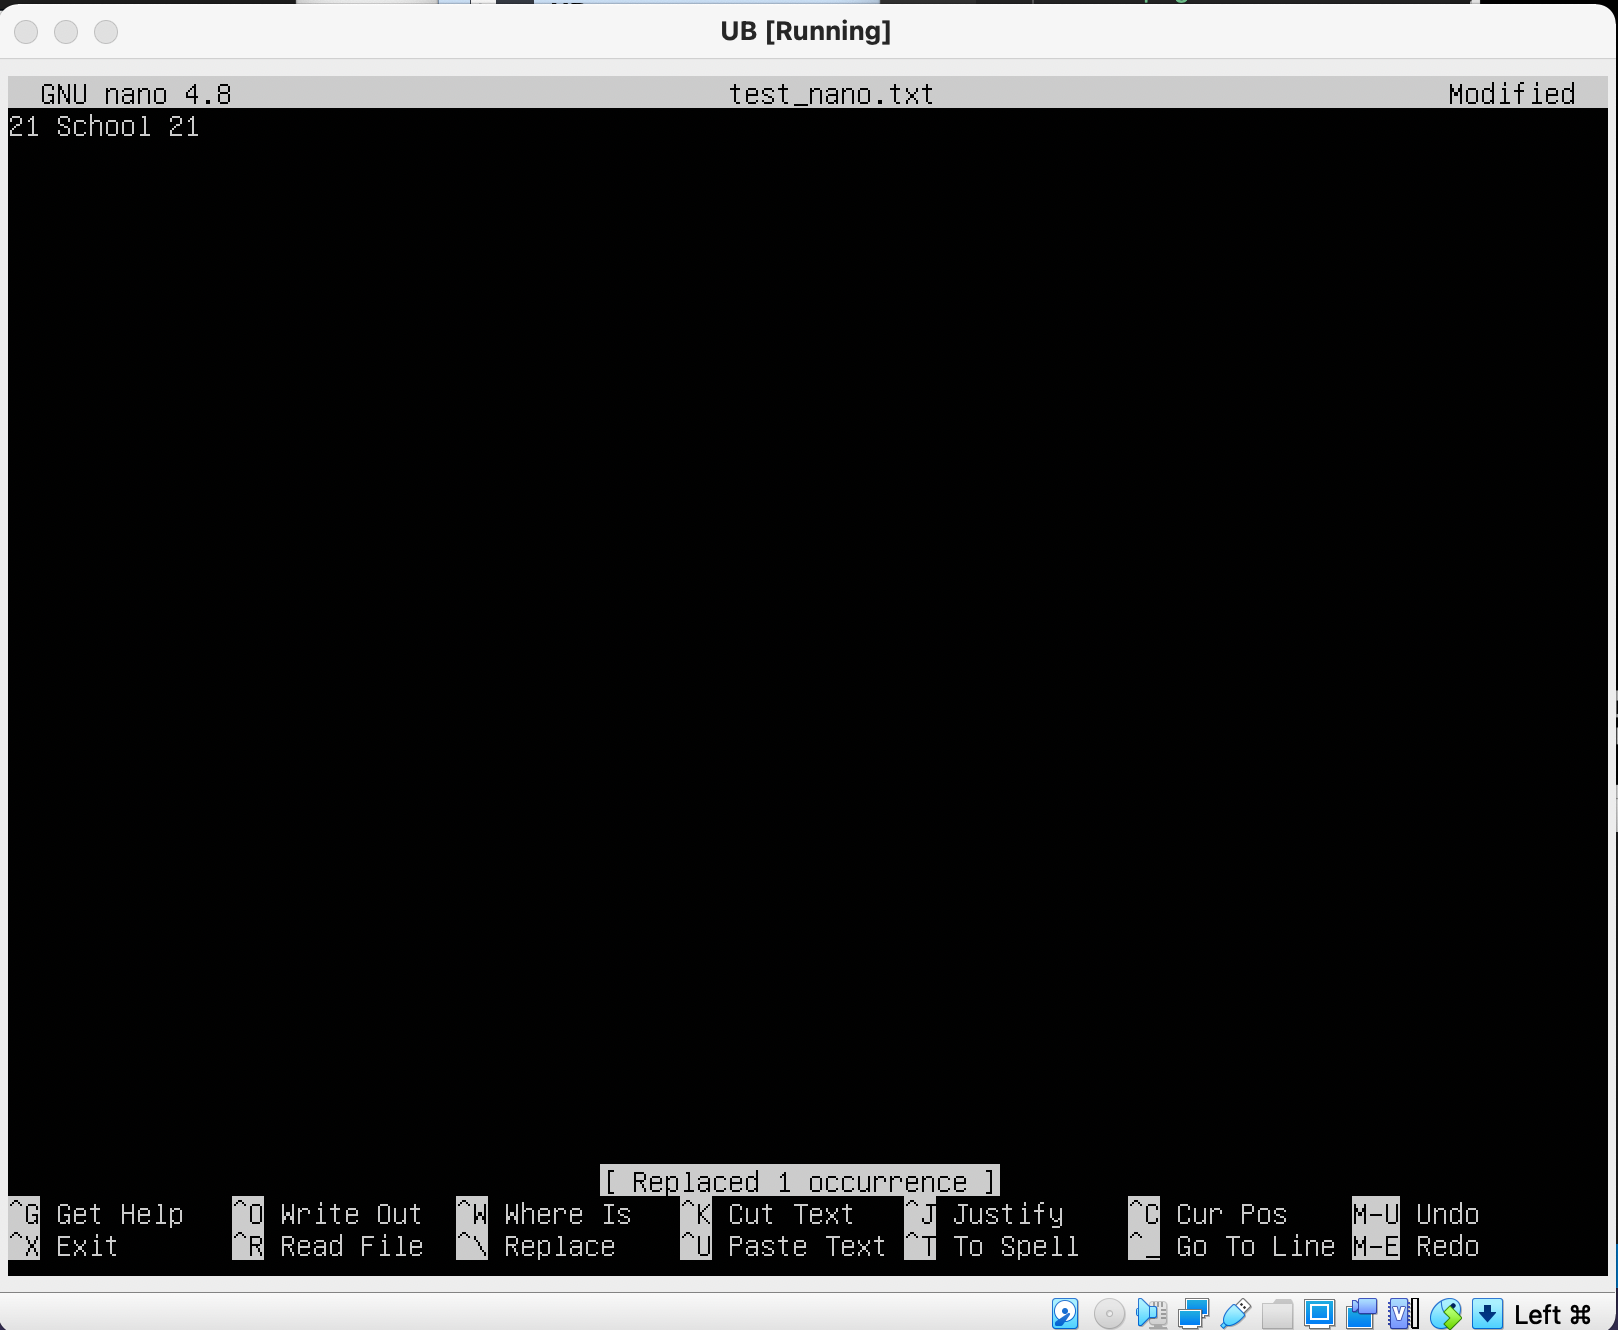 UB [Running]
GNU nano 4.8 test_nano.txt Modified
21 School 21
[ Replaced 1 occurrence ]
^G Get Help ^O Write Out ^W Where Is ^K Cut Text ^J Justify ^C Cur Pos M-U Undo
^X Exit ^R Read File ^\ Replace ^U Paste Text ^T To Spell ^_ Go To Line M-E Redo
Left ⌘